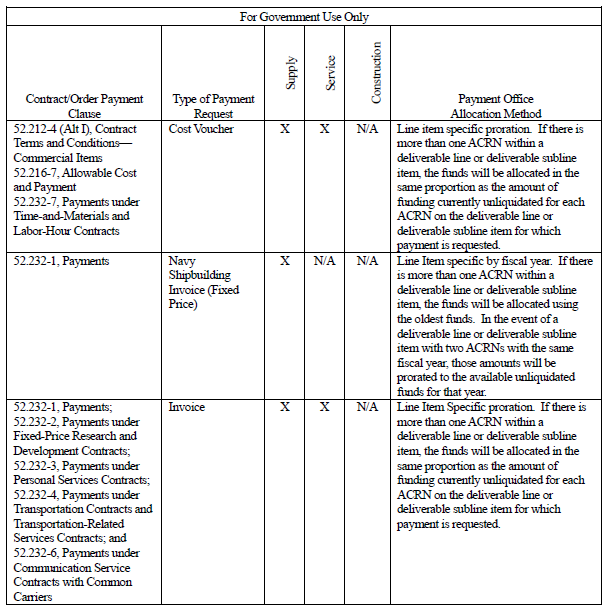 For Government Use Only
Contract/Order Payment
Clause
Type of Payment
Request
Supply
Service
Construction
Payment Office
Allocation Method
52.212-4 (Alt I), Contract
Terms and Conditions—
Commercial Items
52.216-7, Allowable Cost
and Payment
52.232-7, Payments under
Time-and-Materials and
Labor-Hour Contracts
Cost Voucher
X
X
N/A
Line item specific proration. If there is
more than one ACRN within a
deliverable line or deliverable subline
item, the funds will be allocated in the
same proportion as the amount of
funding currently unliquidated for each
ACRN on the deliverable line or
deliverable subline item for which
payment is requested.
52.232-1, Payments
Navy
Shipbuilding
Invoice (Fixed
Price)
X
N/A
N/A
Line Item specific by fiscal year. If there
is more than one ACRN within a
deliverable line or deliverable subline
item, the funds will be allocated using
the oldest funds. In the event of a
deliverable line or deliverable subline
item with two ACRNs with the same
fiscal year, those amounts will be
prorated to the available unliquidated
funds for that year.
52.232-1, Payments;
52.232-2, Payments under
Fixed-Price Research and
Development Contracts;
52.232-3, Payments under
Personal Services Contracts;
52.232-4, Payments under
Transportation Contracts and
Transportation-Related
Services Contracts; and
52.232-6, Payments under
Communication Service
Contracts with Common
Carriers
Invoice
X
X
N/A
Line Item Specific proration. If there is
more than one ACRN within a
deliverable line or deliverable subline
item, the funds will be allocated in the
same proportion as the amount of
funding currently unliquidated for each
ACRN on the deliverable line or
deliverable subline item for which
payment is requested.